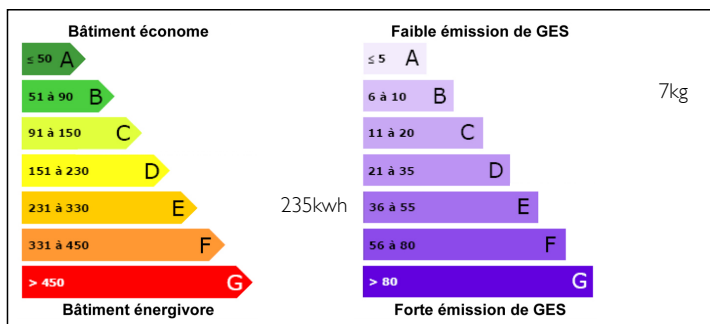 Bâtiment économe
≤ 50 A
51 à 90 B
91 à 150 C
151 à 230 D
231 à 330 E
235kwh
331 à 450 F
> 450 G
Bâtiment énergivore
Faible émission de GES
≤ 5 A
6 à 10 B
7kg
11 à 20 C
21 à 35 D
36 à 55 E
56 à 80 F
> 80 G
Forte émission de GES